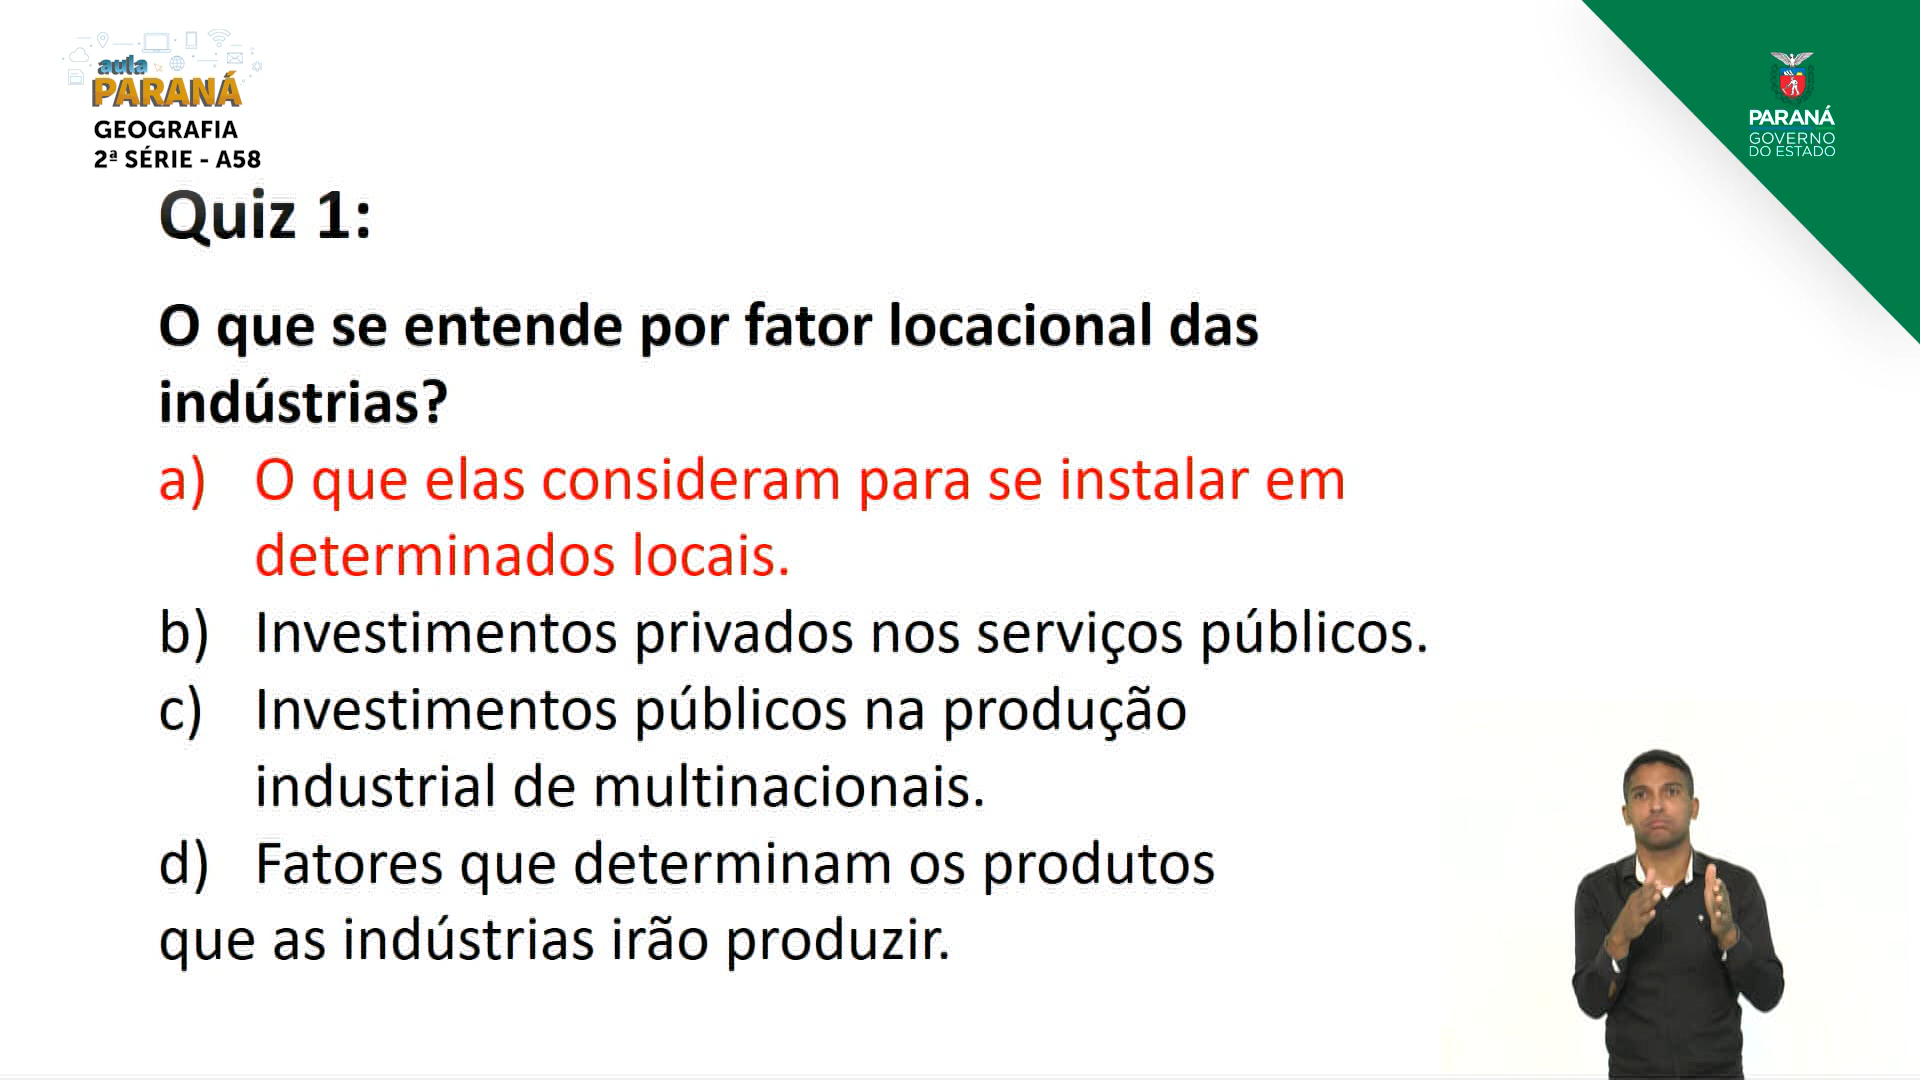 aula
PARANÁ
GEOGRAFIA
2ª SÉRIE - A58
PARANÁ
GOVERNO
DO ESTADO
Quiz 1:
O que se entende por fator locacional das
indústrias?
a) O que elas consideram para se instalar em
determinados locais.
b) Investimentos privados nos serviços públicos.
c) Investimentos públicos na produção
industrial de multinacionais.
d) Fatores que determinam os produtos
que as indústrias irão produzir.